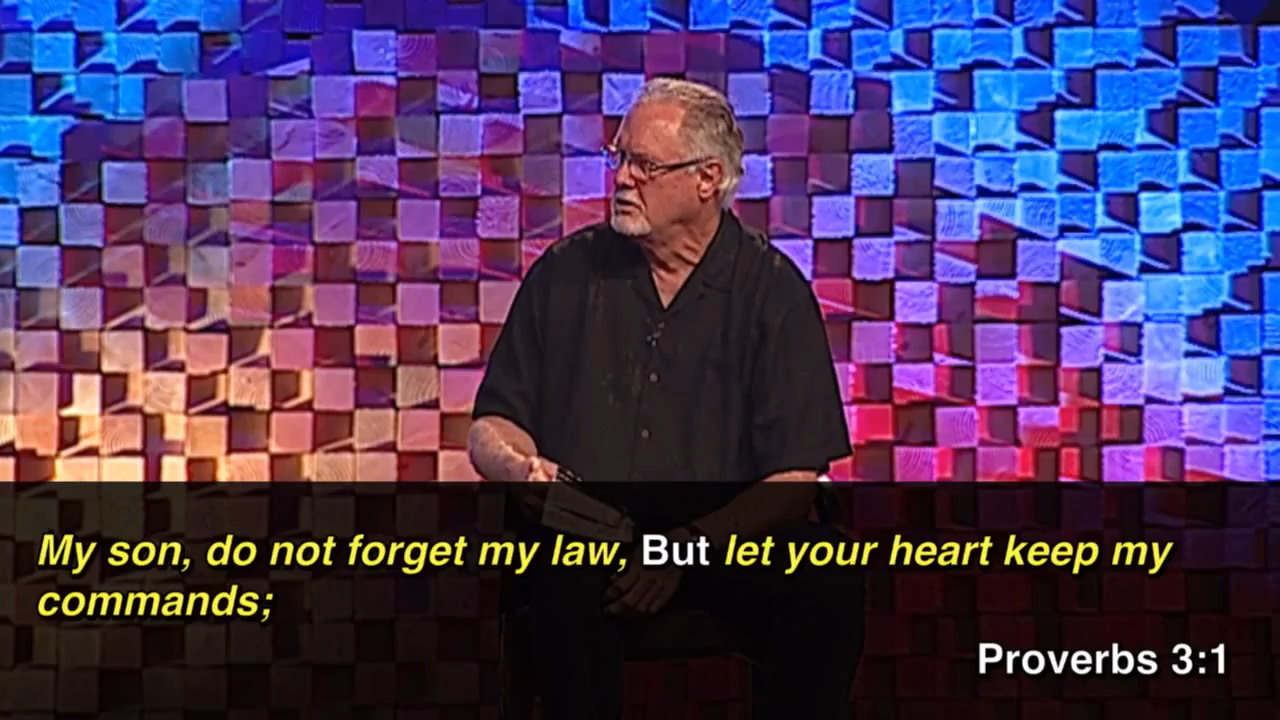 My son, do not forget my law, But let your heart keep my
commands;
Proverbs 3:1